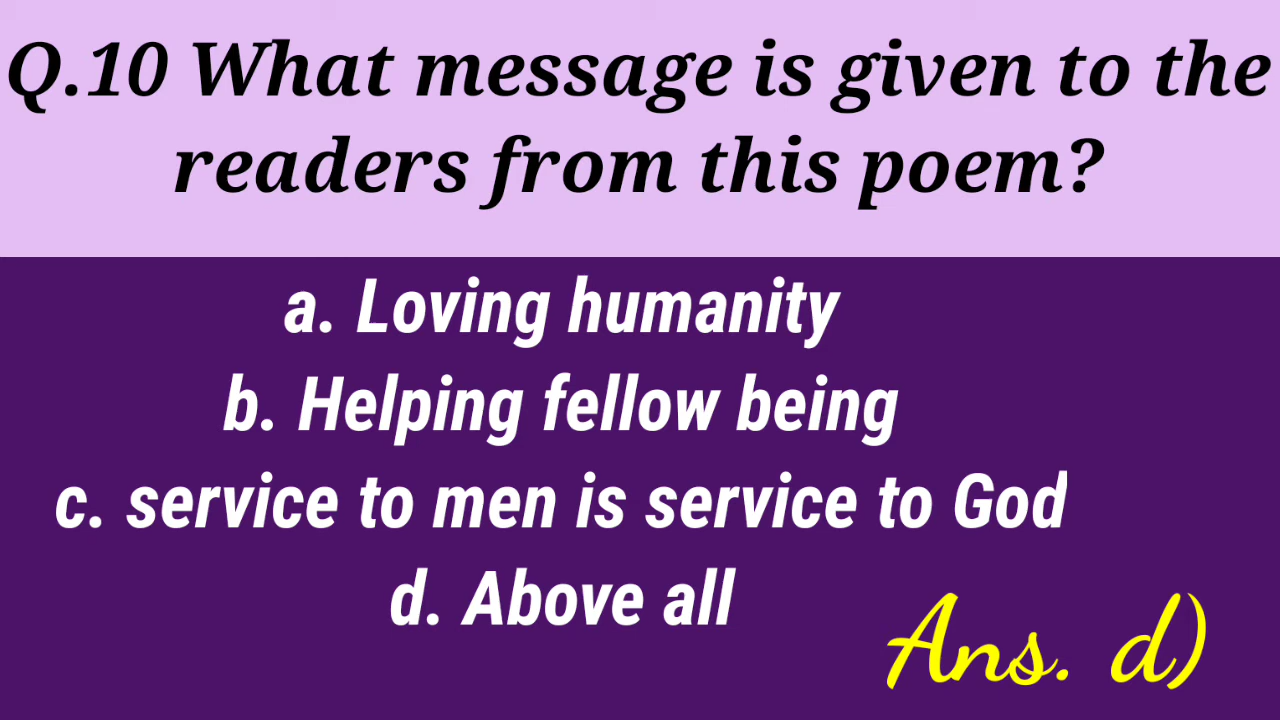 Q.10 What message is given to the
readers from this poem?
a. Loving humanity
b. Helping fellow being
c. service to men is service to God
d. Above all
Ans. d)